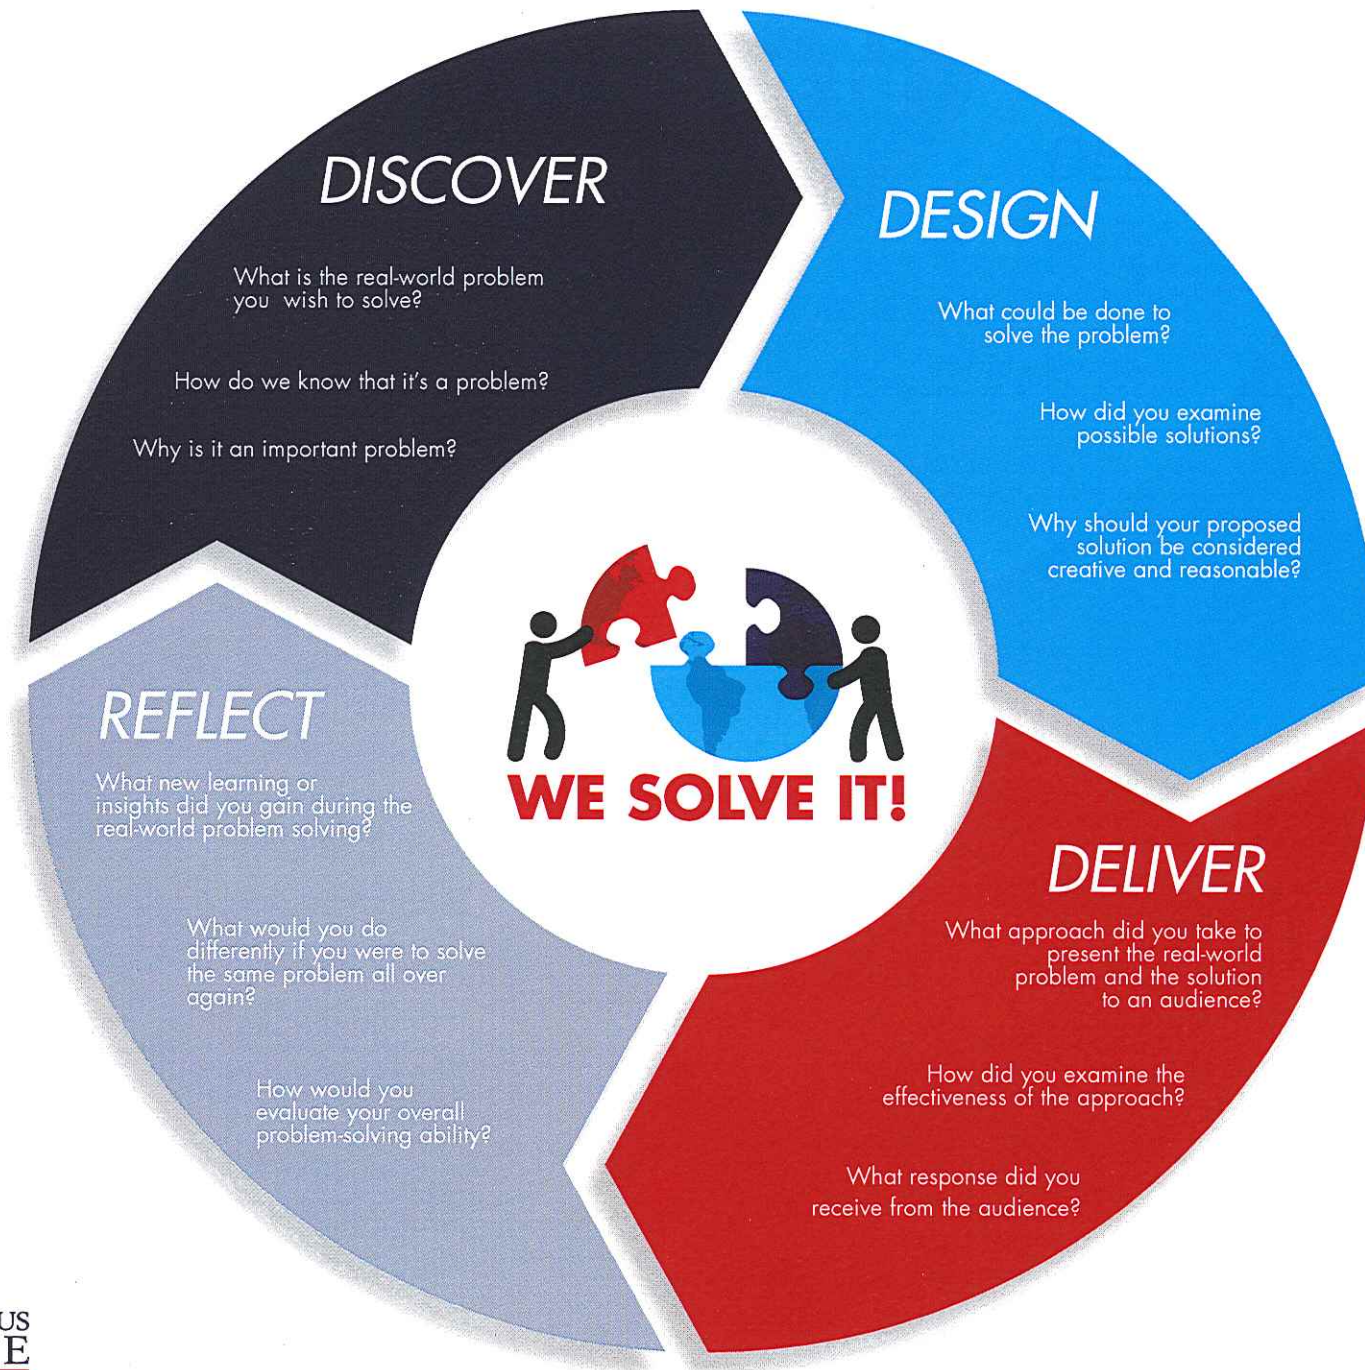 DISCOVER
What is the real-world problem
you wish to solve?
How do we know that it's a problem?
Why is it an important problem?
DESIGN
What could be done to
solve the problem?
How did you examine
possible solutions?
Why should your proposed
solution be considered
creative and reasonable?
DELIVER
What approach did you take to
present the real-world
problem and the solution
to an audience?
How did you examine the
effectiveness of the approach?
What response did you
receive from the audience?
REFLECT
What new learning or
insights did you gain during the
real-world problem solving?
What would you do
differently if you were to solve
the same problem all over
again?
How would you
evaluate your overall
problem-solving ability?
WE SOLVE IT!
US
E